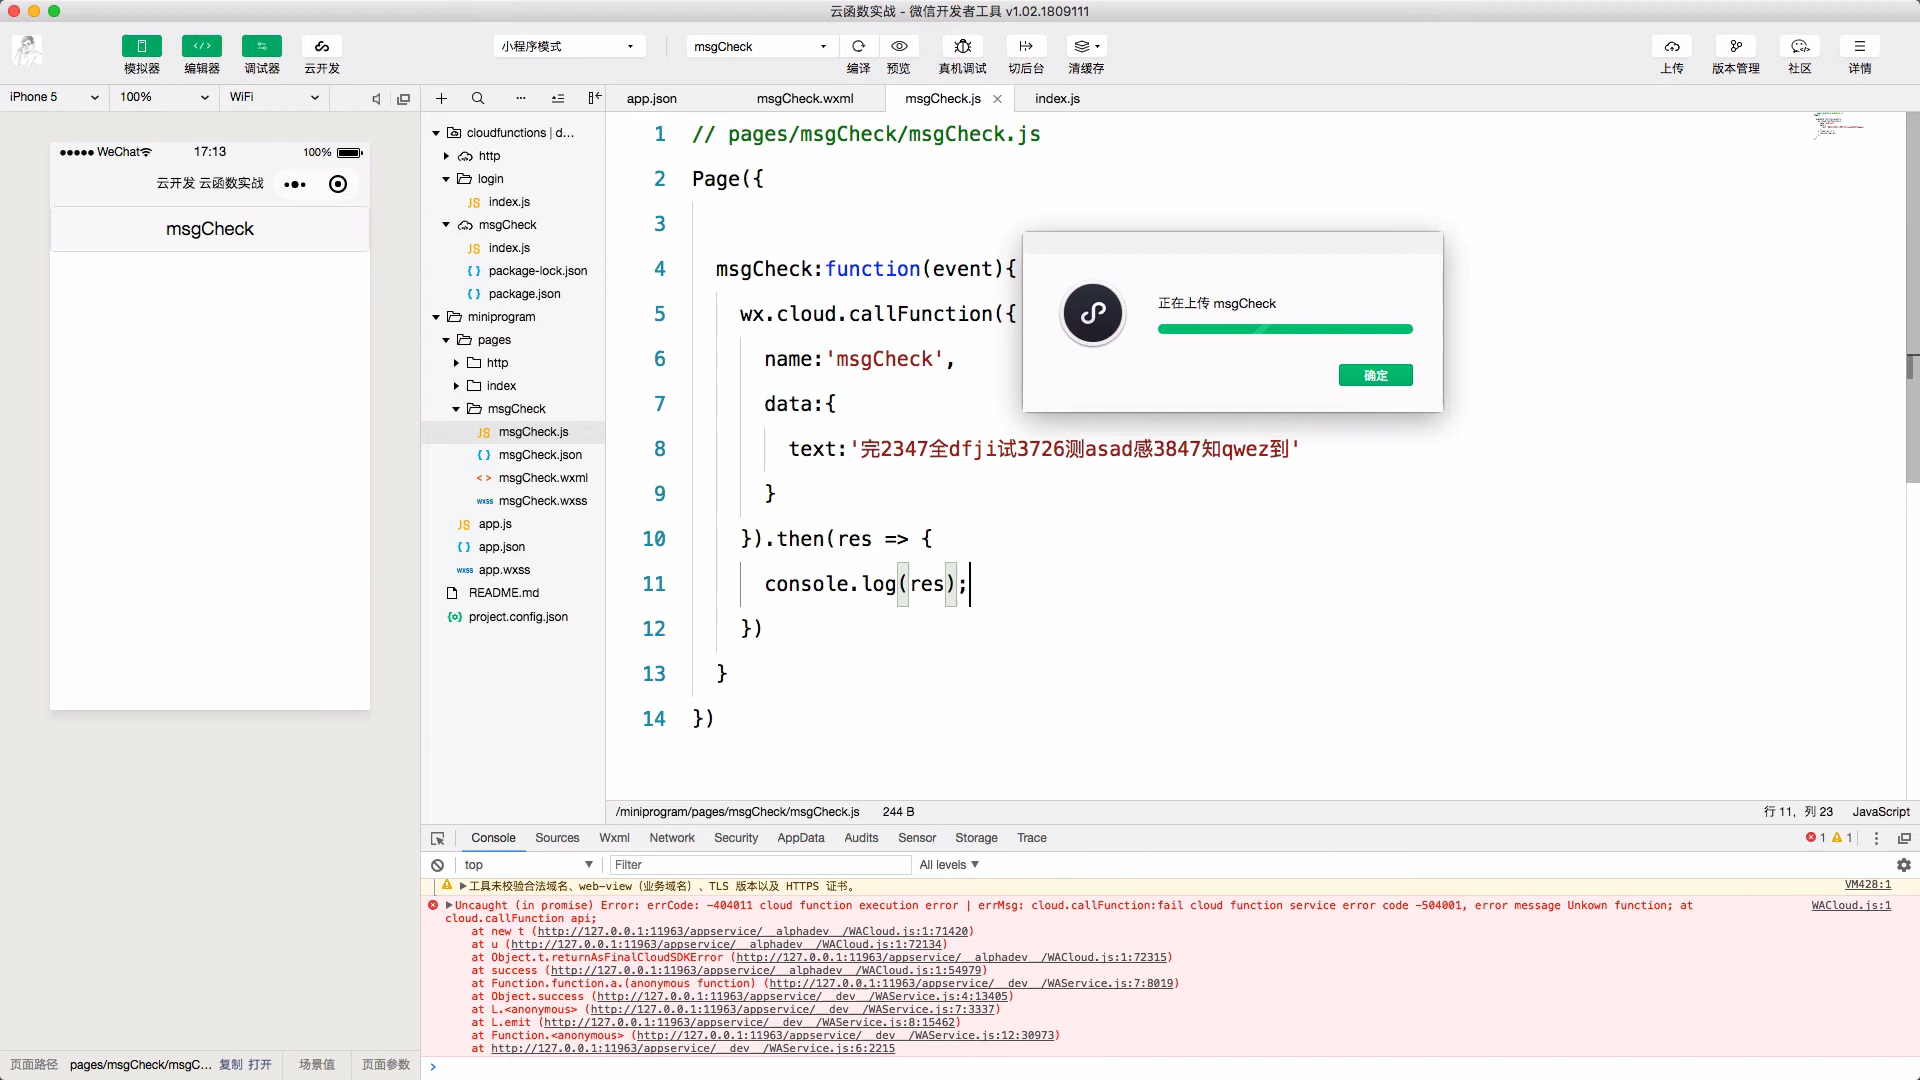 云函数实战 - 微信开发者工具 v1.02.1809111
模拟器
编辑器
调试器
云开发
小程序模式
msgCheck
编译
预览
真机调试
切后台
清缓存
上传
版本管理
社区
详情
iPhone 5
100%
WiFi
WeChat
17:13
100%
云开发 云函数实战
msgCheck
cloudfunctions | d...
http
login
JS index.js
msgCheck
JS index.js
{ } package-lock.json
{ } package.json
miniprogram
pages
http
index
msgCheck
JS msgCheck.js
{ } msgCheck.json
< > msgCheck.wxml
wxss msgCheck.wxss
JS app.js
{ } app.json
wxss app.wxss
README.md
project.config.json
app.json
msgCheck.wxml
msgCheck.js
index.js
1 // pages/msgCheck/msgCheck.js
2 Page({
3
4 msgCheck:function(event){
5 wx.cloud.callFunction({
6 name:'msgCheck',
7 data:{
8 text:'完2347全dfji试3726测asad感3847知qwez到'
9 }
10 }).then(res => {
11 console.log(res);
12 })
13 }
14 })
正在上传 msgCheck
确定
/miniprogram/pages/msgCheck/msgCheck.js 244 B
行 11, 列 23 JavaScript
Console Sources Wxml Network Security AppData Audits Sensor Storage Trace
1 1
top
Filter
All levels
工具未校验合法域名、web-view（业务域名）、TLS 版本以及 HTTPS 证书。 VM428:1
Uncaught (in promise) Error: errCode: -404011 cloud function execution error | errMsg: cloud.callFunction:fail cloud function service error code -504001, error message Unkown function; at WACloud.js:1
cloud.callFunction api;
at new t (http://127.0.0.1:11963/appservice/__alphadev__/WACloud.js:1:71420)
at u (http://127.0.0.1:11963/appservice/__alphadev__/WACloud.js:1:72134)
at Object.t.returnAsFinalCloudSDKError (http://127.0.0.1:11963/appservice/__alphadev__/WACloud.js:1:72315)
at success (http://127.0.0.1:11963/appservice/__alphadev__/WACloud.js:1:54979)
at Function.function.a.(anonymous function) (http://127.0.0.1:11963/appservice/__dev__/WAService.js:7:8019)
at Object.success (http://127.0.0.1:11963/appservice/__dev__/WAService.js:4:13405)
at L.<anonymous> (http://127.0.0.1:11963/appservice/__dev__/WAService.js:7:3337)
at L.emit (http://127.0.0.1:11963/appservice/__dev__/WAService.js:8:15462)
at Function.<anonymous> (http://127.0.0.1:11963/appservice/__dev__/WAService.js:12:30973)
at http://127.0.0.1:11963/appservice/__dev__/WAService.js:6:2215
页面路径 pages/msgCheck/msgC... 复制 打开 场景值 页面参数